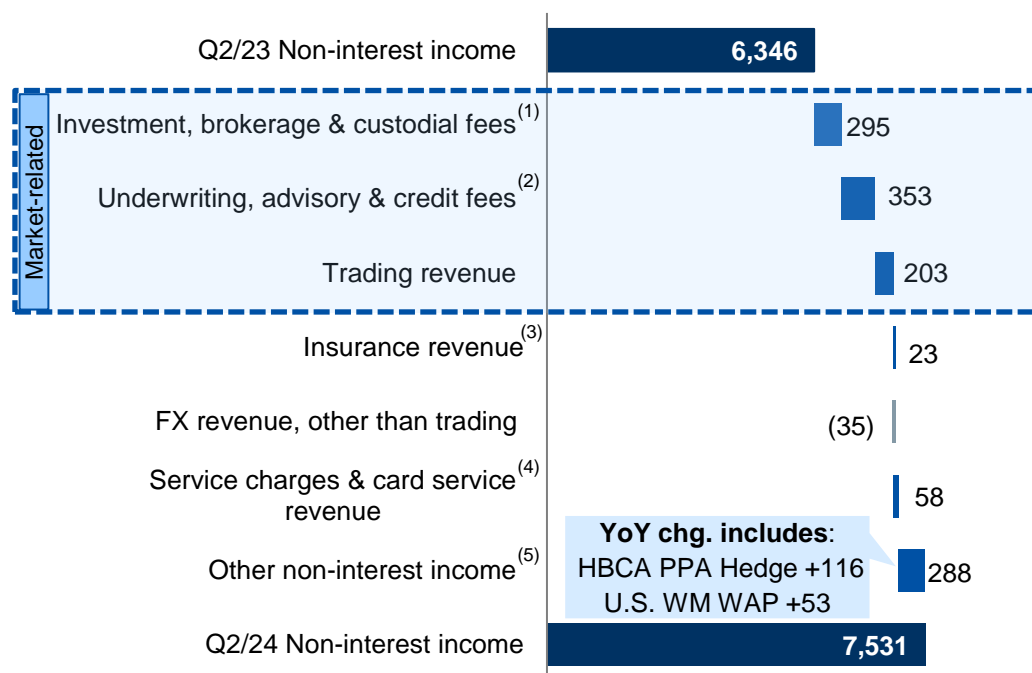 Q2/23 Non-interest income 6,346
Market-related
Investment, brokerage & custodial fees(1) 295
Underwriting, advisory & credit fees(2) 353
Trading revenue 203
Insurance revenue(3) 23
FX revenue, other than trading (35)
Service charges & card service(4)
revenue
58
YoY chg. includes:
HBCA PPA Hedge +116
U.S. WM WAP +53
Other non-interest income(5) 288
Q2/24 Non-interest income 7,531